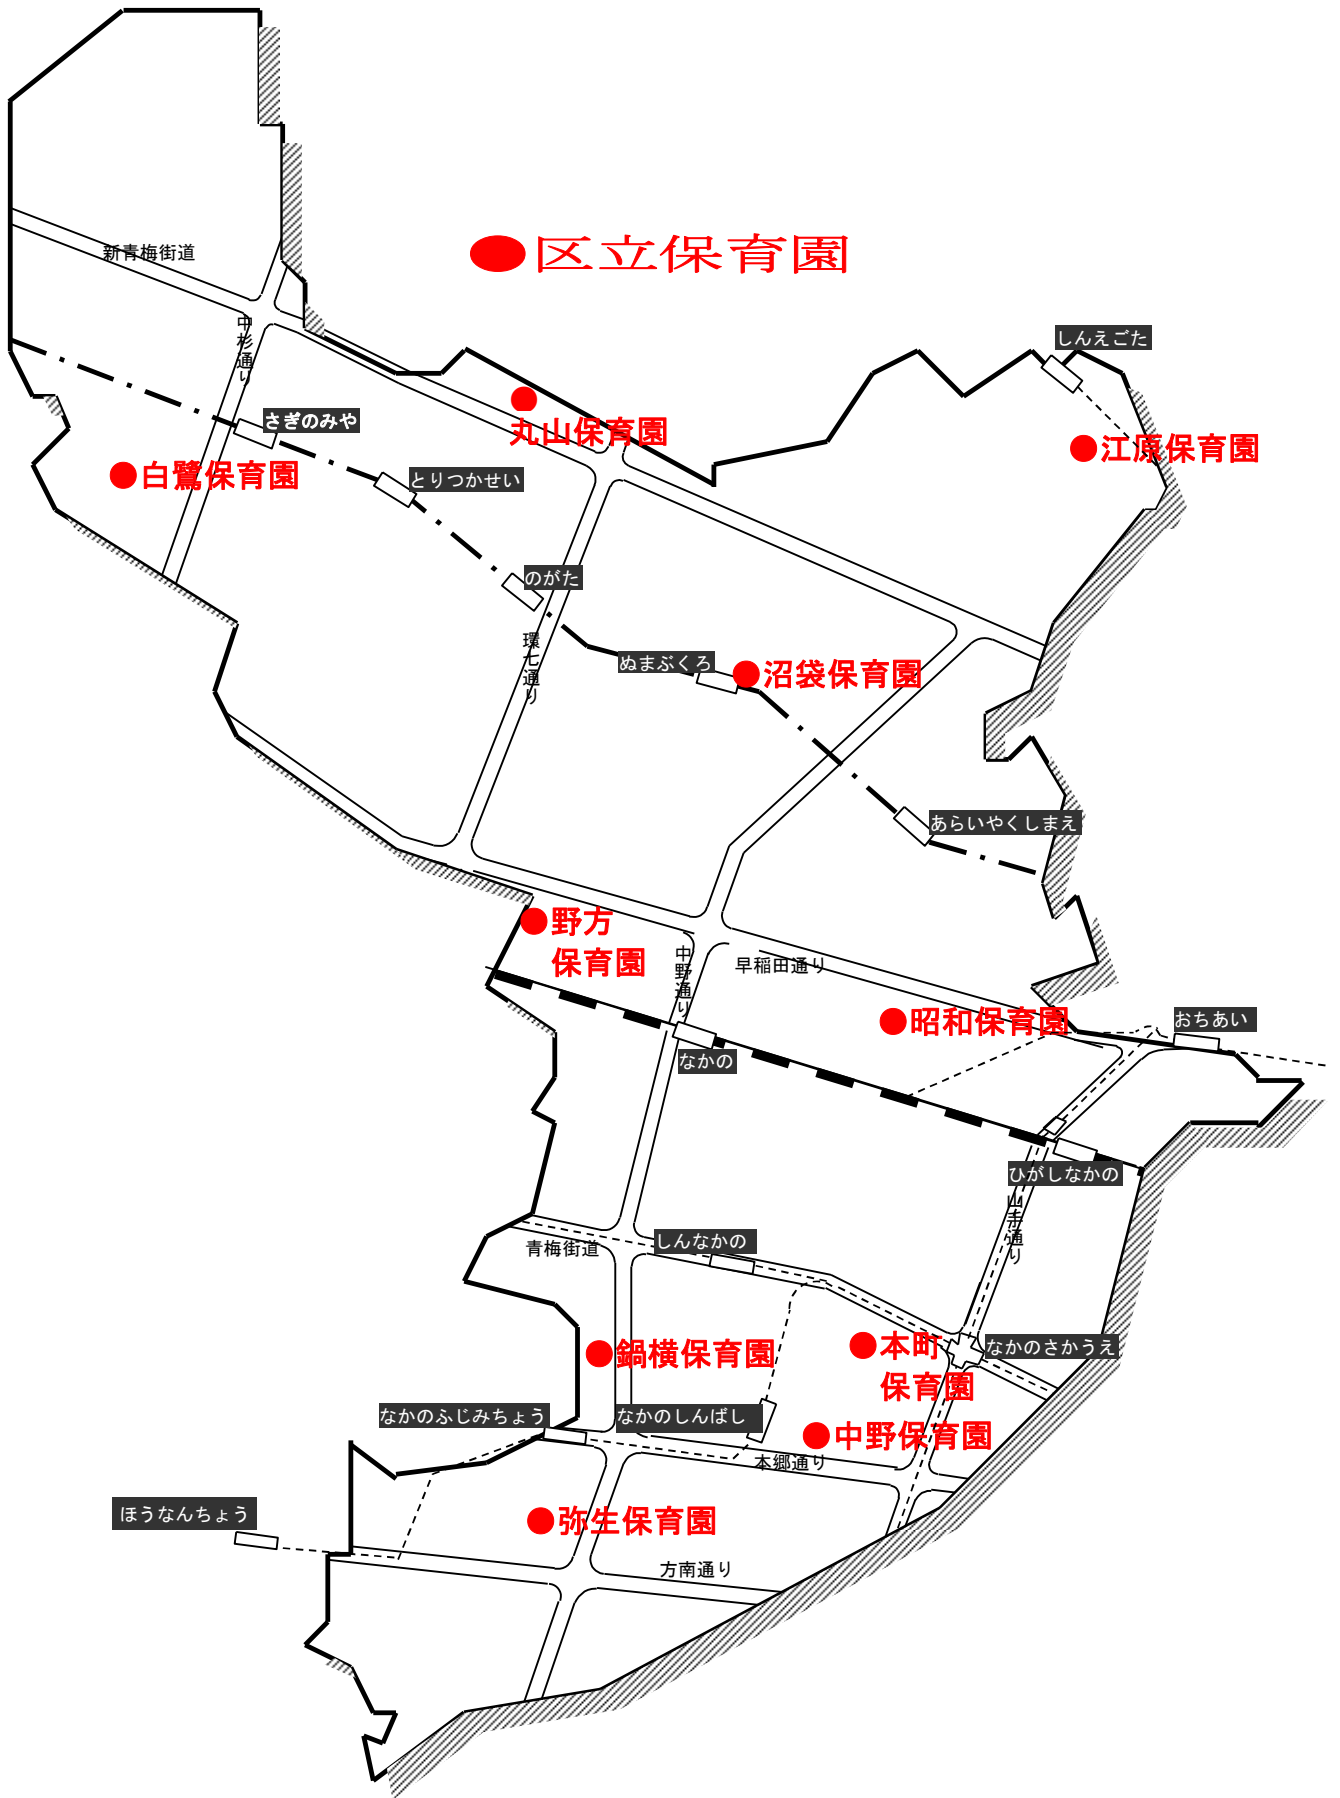 新青梅街道
区立保育園
中杉通り
しんえごた
さぎのみや
丸山保育園
江原保育園
白鷺保育園
とりつかせい
のがた
環七通り
ぬまぶくろ
沼袋保育園
あらいやくしまえ
野方
保育園
中野通り
早稲田通り
昭和保育園
おちあい
なかの
ひがしなかの
山手通り
青梅街道
しんなかの
鍋横保育園
本町
保育園
なかのさかうえ
なかのふじみちょう
なかのしんばし
中野保育園
本郷通り
ほうなんちょう
弥生保育園
方南通り